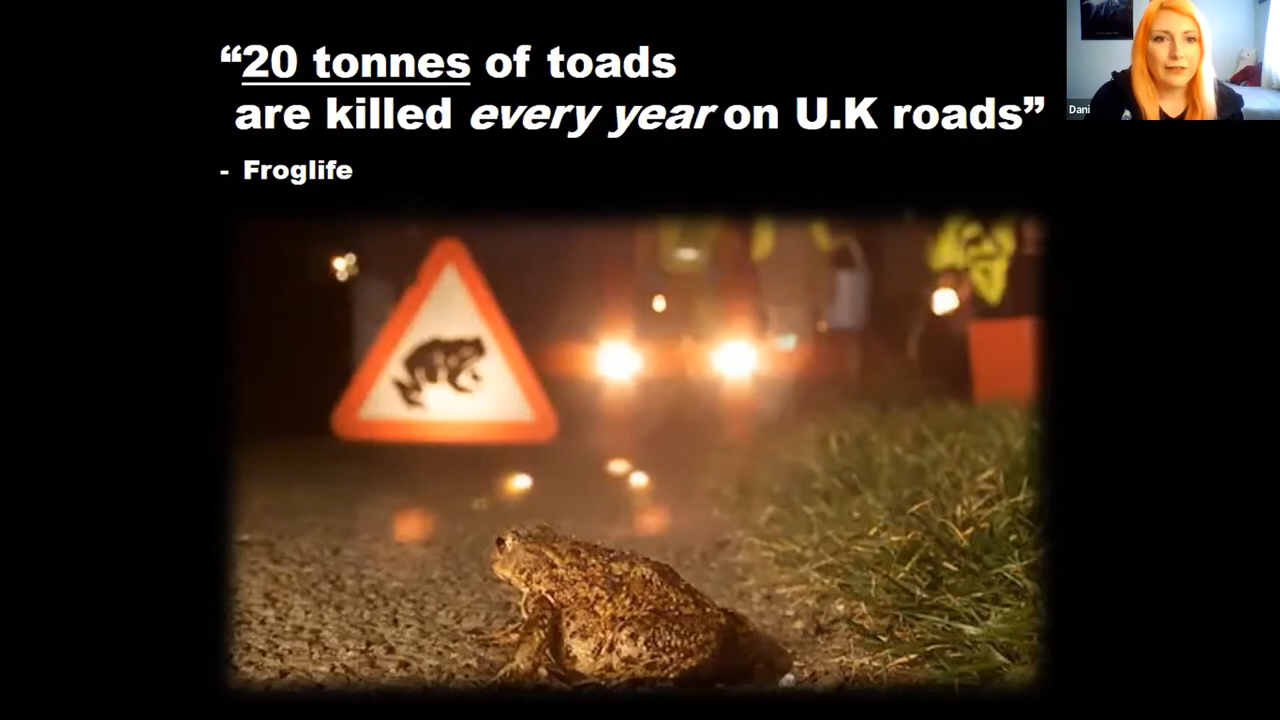 “20 tonnes of toads
are killed every year on U.K roads”
- Froglife
Dani